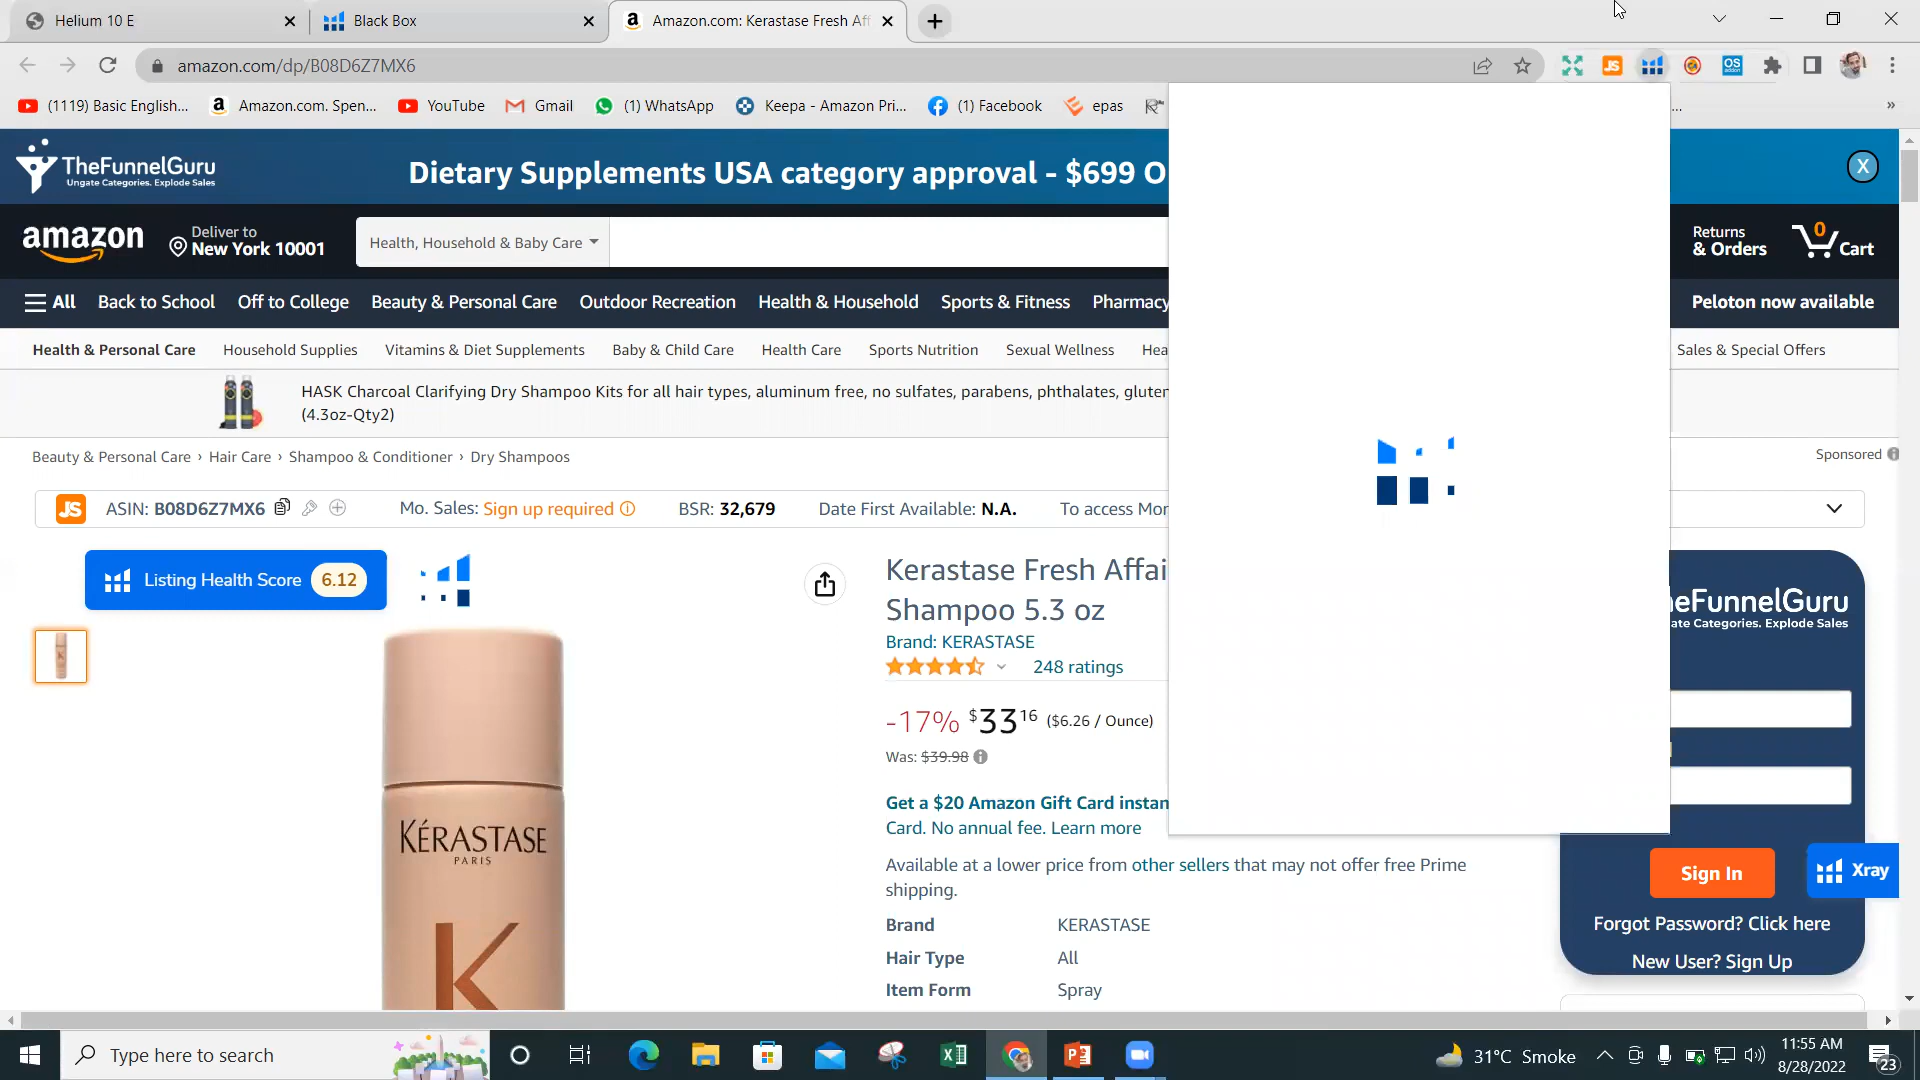 Helium 10 E
Black Box
Amazon.com: Kerastase Fresh Aff
amazon.com/dp/B08D6Z7MX6
JS
OS
(1119) Basic English...
Amazon.com. Spen...
YouTube
Gmail
(1) WhatsApp
Keepa - Amazon Pri...
(1) Facebook
epas
...
»
TheFunnelGuru
Ungate Categories. Explode Sales
Dietary Supplements USA category approval - $699 O
X
amazon
Deliver to
New York 10001
Health, Household & Baby Care
Returns
& Orders
0
Cart
All
Back to School
Off to College
Beauty & Personal Care
Outdoor Recreation
Health & Household
Sports & Fitness
Pharmacy
Peloton now available
Health & Personal Care
Household Supplies
Vitamins & Diet Supplements
Baby & Child Care
Health Care
Sports Nutrition
Sexual Wellness
Hea
Sales & Special Offers
HASK Charcoal Clarifying Dry Shampoo Kits for all hair types, aluminum free, no sulfates, parabens, phthalates, gluten
(4.3oz-Qty2)
Beauty & Personal Care › Hair Care › Shampoo & Conditioner › Dry Shampoos
Sponsored
JS
ASIN: B08D6Z7MX6
Mo. Sales: Sign up required
BSR: 32,679
Date First Available: N.A.
To access Mor
Listing Health Score 6.12
Kerastase Fresh Affai
Shampoo 5.3 oz
Brand: KERASTASE
248 ratings
-17% $33 16 ($6.26 / Ounce)
Was: $39.98
Get a $20 Amazon Gift Card instan
Card. No annual fee. Learn more
Available at a lower price from other sellers that may not offer free Prime
shipping.
Brand KERASTASE
Hair Type All
Item Form Spray
KÉRASTASE
PARIS
K
eFunnelGuru
ate Categories. Explode Sales
Sign In
Xray
Forgot Password? Click here
New User? Sign Up
Type here to search
31°C Smoke
11:55 AM
8/28/2022
23